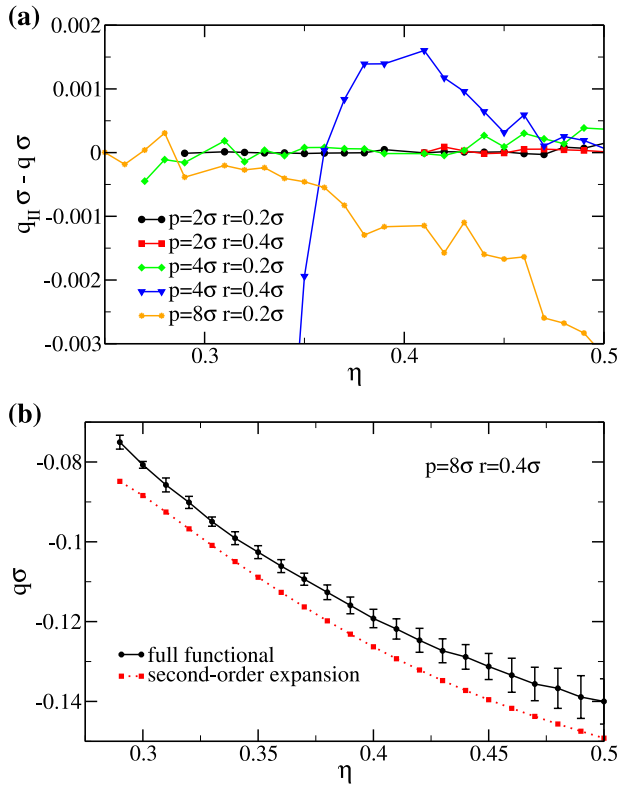 (a)
0.002
0.001
0
-0.001
-0.002
-0.003
q_II σ - q σ
p=2σ r=0.2σ
p=2σ r=0.4σ
p=4σ r=0.2σ
p=4σ r=0.4σ
p=8σ r=0.2σ
0.3 0.4 0.5
η
(b)
p=8σ r=0.4σ
-0.08
-0.1
-0.12
-0.14
qσ
full functional
second-order expansion
0.3 0.35 0.4 0.45 0.5
η